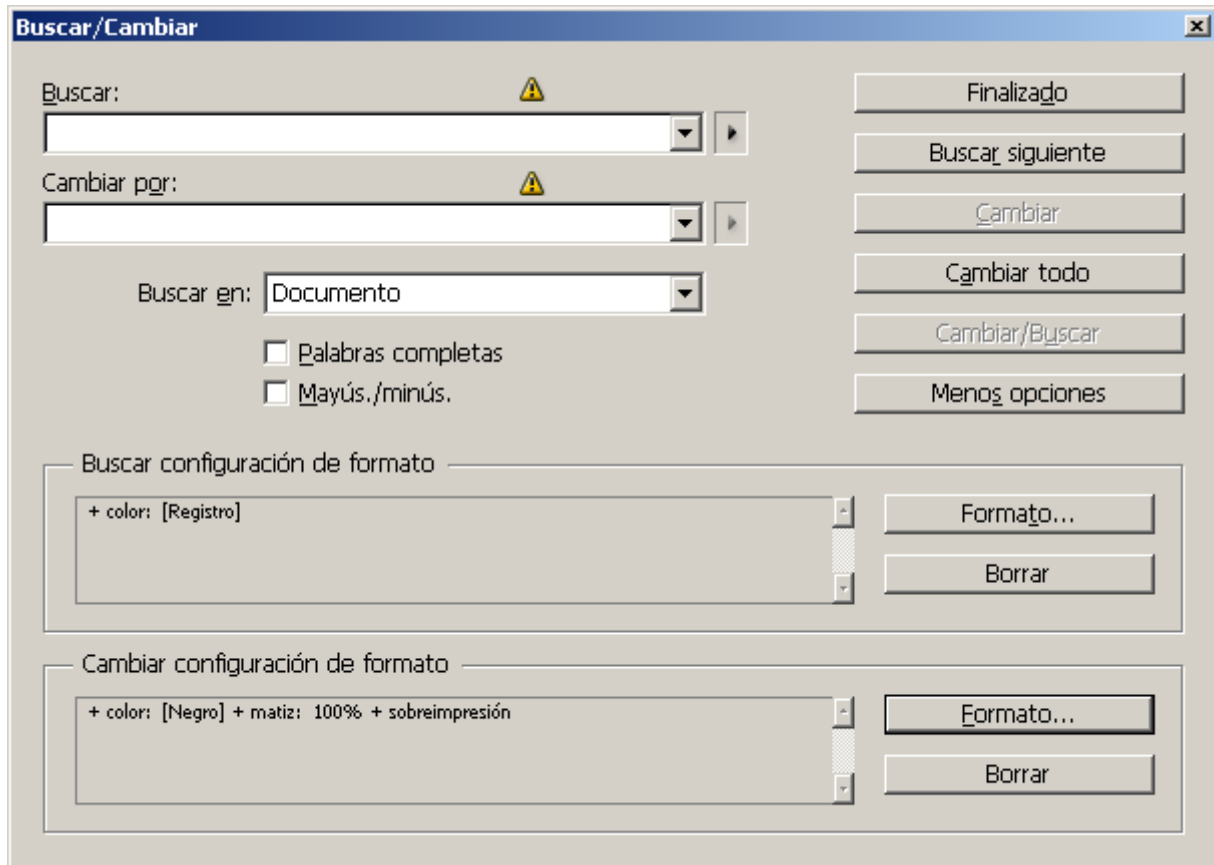 Buscar/Cambiar
Buscar:
Finalizado
Buscar siguiente
Cambiar por:
Cambiar
Buscar en: Documento
Cambiar todo
Palabras completas
Cambiar/Buscar
Mayús./minús.
Menos opciones
Buscar configuración de formato
+ color: [Registro]
Formato...
Borrar
Cambiar configuración de formato
+ color: [Negro] + matiz: 100% + sobreimpresión
Formato...
Borrar